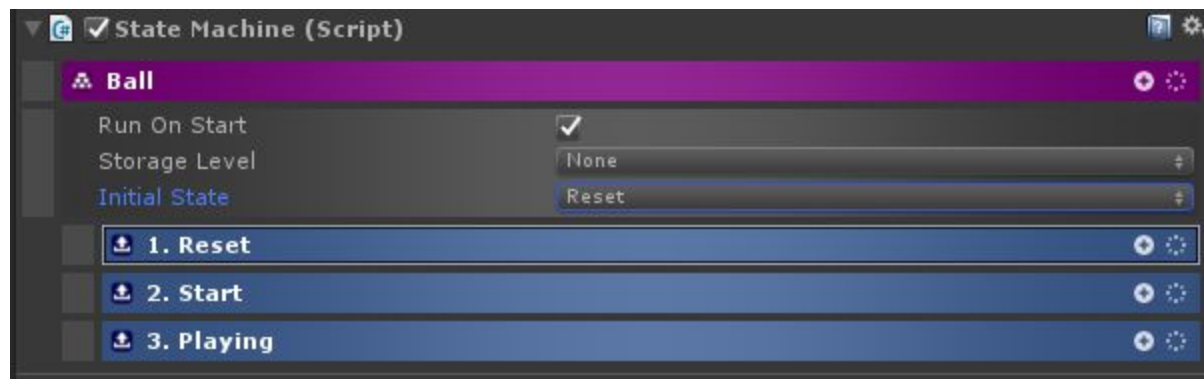 State Machine (Script)
Ball
Run On Start
Storage Level None
Initial State Reset
1. Reset
2. Start
3. Playing